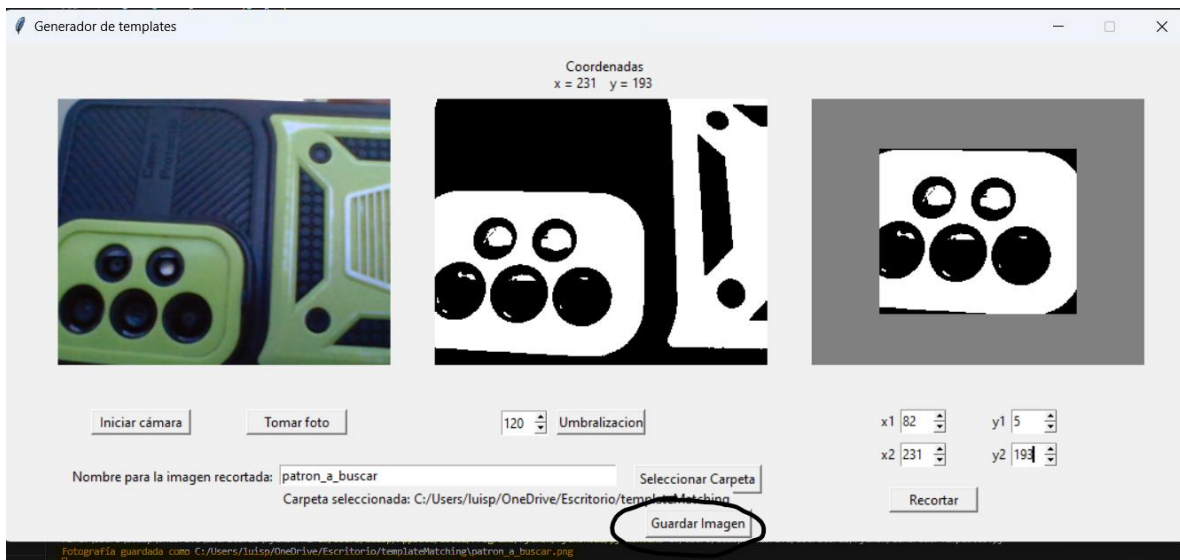 Generador de templates
Coordenadas
x = 231 y = 193
Iniciar cámara
Tomar foto
120
Umbralizacion
x1 82
y1 5
x2 231
y2 193
Nombre para la imagen recortada: patron_a_buscar
Seleccionar Carpeta
Carpeta seleccionada: C:/Users/luisp/OneDrive/Escritorio/templateMatching
Recortar
Guardar Imagen
Fotografía guardada como C:/Users/luisp/OneDrive/Escritorio/templateMatching\patron_a_buscar.png